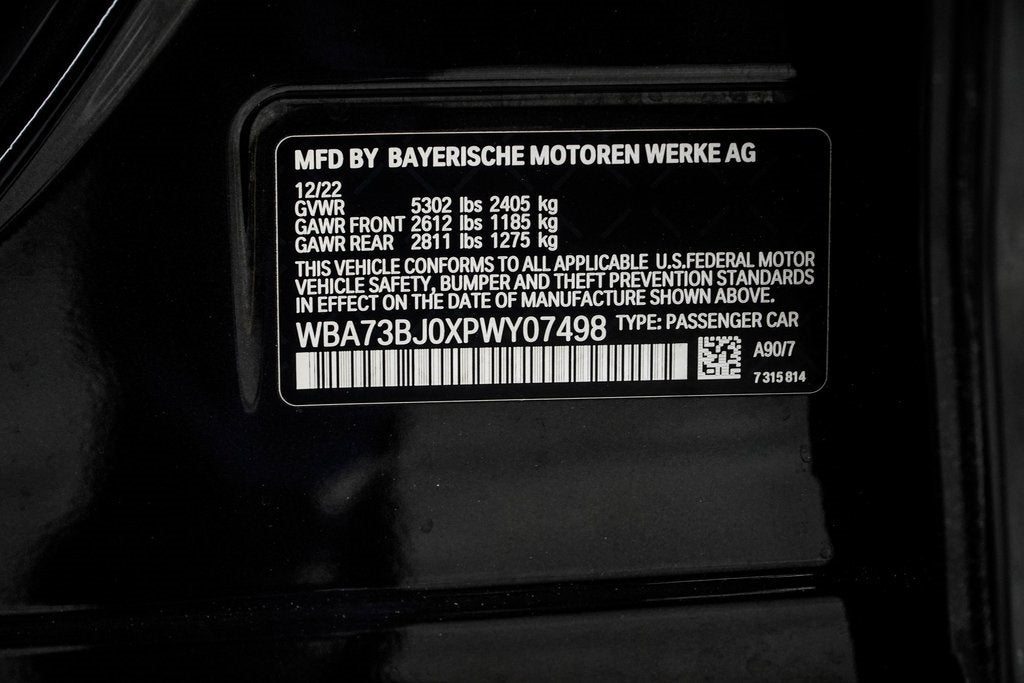 MFD BY BAYERISCHE MOTOREN WERKE AG
12/22
GVWR 5302 lbs 2405 kg
GAWR FRONT 2612 lbs 1185 kg
GAWR REAR 2811 lbs 1275 kg
THIS VEHICLE CONFORMS TO ALL APPLICABLE U.S.FEDERAL MOTOR
VEHICLE SAFETY, BUMPER AND THEFT PREVENTION STANDARDS
IN EFFECT ON THE DATE OF MANUFACTURE SHOWN ABOVE.
WBA73BJ0XPWY07498 TYPE: PASSENGER CAR
A90/7
7 315 814